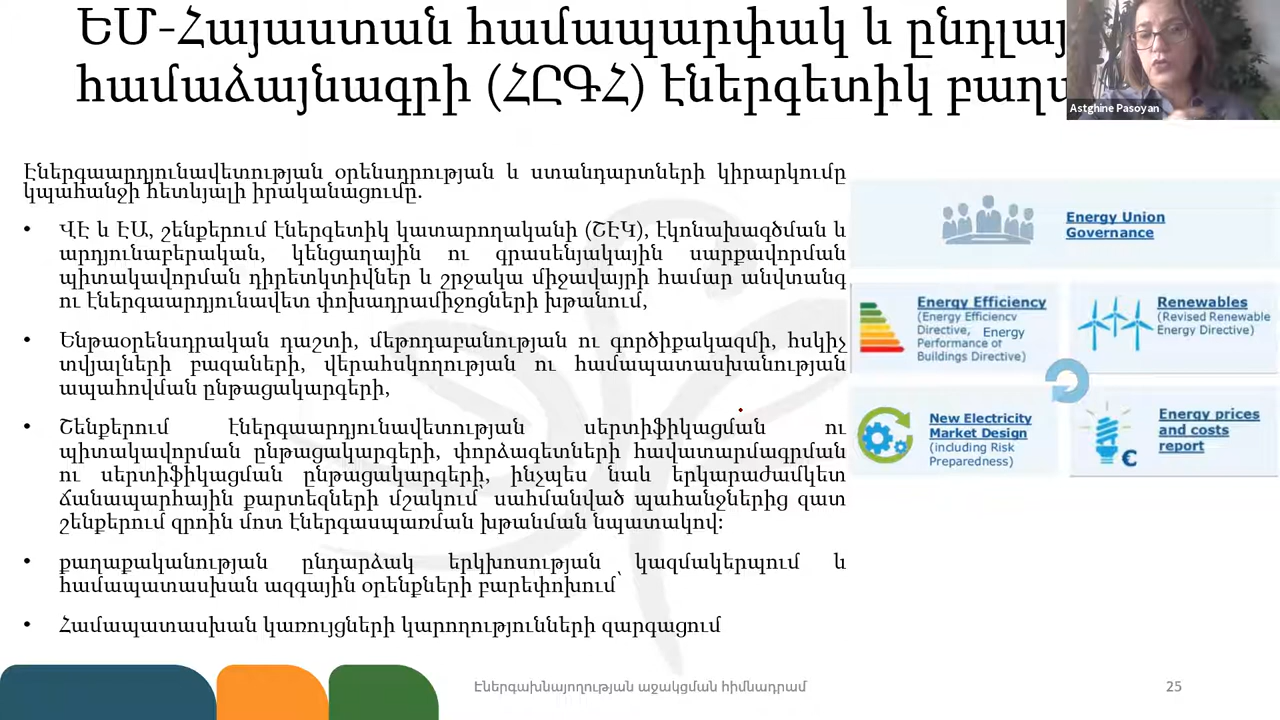 ԵՄ-Հայաստան համապարփակ և ընդլայ
համաձայնագրի (ՀԸԳՀ) էներգետիկ բաղա
Astghine Pasoyan
Էներգաարդյունավետության օրենսդրության և ստանդարտների կիրարկումը
կպահանջի հետևյալի իրականացումը.
• ՎԷ և ԷԱ, շենքերում էներգետիկ կատարողականի (ՇԷԿ), էկոնախագծման և
արդյունաբերական, կենցաղային ու գրասենյակային սարքավորման
պիտակավորման դիրետկտիվներ և շրջակա միջավայրի համար անվտանգ
ու էներգաարդյունավետ փոխադրամիջոցների խթանում,
• Ենթաօրենսդրական դաշտի, մեթոդաբանության ու գործիքակազմի, հսկիչ
տվյալների բազաների, վերահսկողության ու համապատասխանության
ապահովման ընթացակարգերի,
• Շենքերում էներգաարդյունավետության սերտիֆիկացման ու
պիտակավորման ընթացակարգերի, փորձագետների հավատարմագրման
ու սերտիֆիկացման ընթացակարգերի, ինչպես նաև երկարաժամկետ
ճանապարհային քարտեզների մշակում՝ սահմանված պահանջներից զատ
շենքերում զրոին մոտ էներգասպառման խթանման նպատակով:
• քաղաքականության ընդարձակ երկխոսության կազմակերպում և
համապատասխան ազգային օրենքների բարեփոխում՝
• Համապատասխան կառույցների կարողությունների զարգացում
Energy Union
Governance
Energy Efficiency
(Energy Efficiency
Directive, Energy
Performance of
Buildings Directive)
Renewables
(Revised Renewable
Energy Directive)
New Electricity
Market Design
(including Risk
Preparedness)
Energy prices
and costs
report
Էներգախնայողության աջակցման հիմնադրամ
25